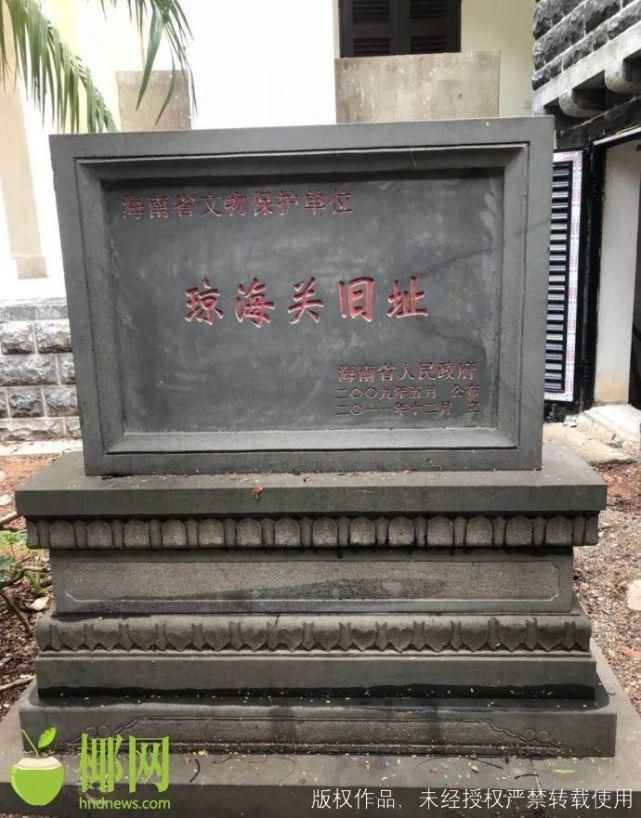 海南省文物保护单位
琼海关旧址
海南省人民政府
二〇〇九年五月 公布
二〇一一年十二月 立
椰网
hndnews.com
版权作品，未经授权严禁转载使用